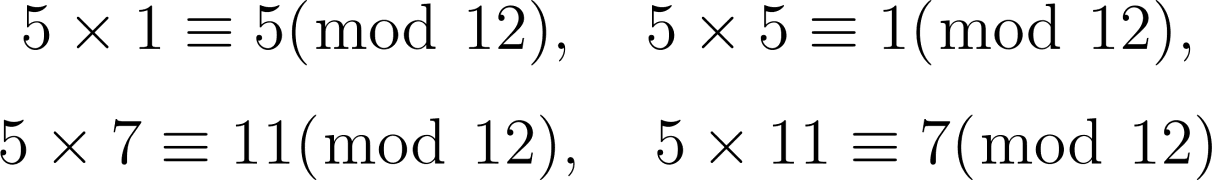 5 × 1 ≡ 5(mod 12), 5 × 5 ≡ 1(mod 12),
5 × 7 ≡ 11(mod 12), 5 × 11 ≡ 7(mod 12)